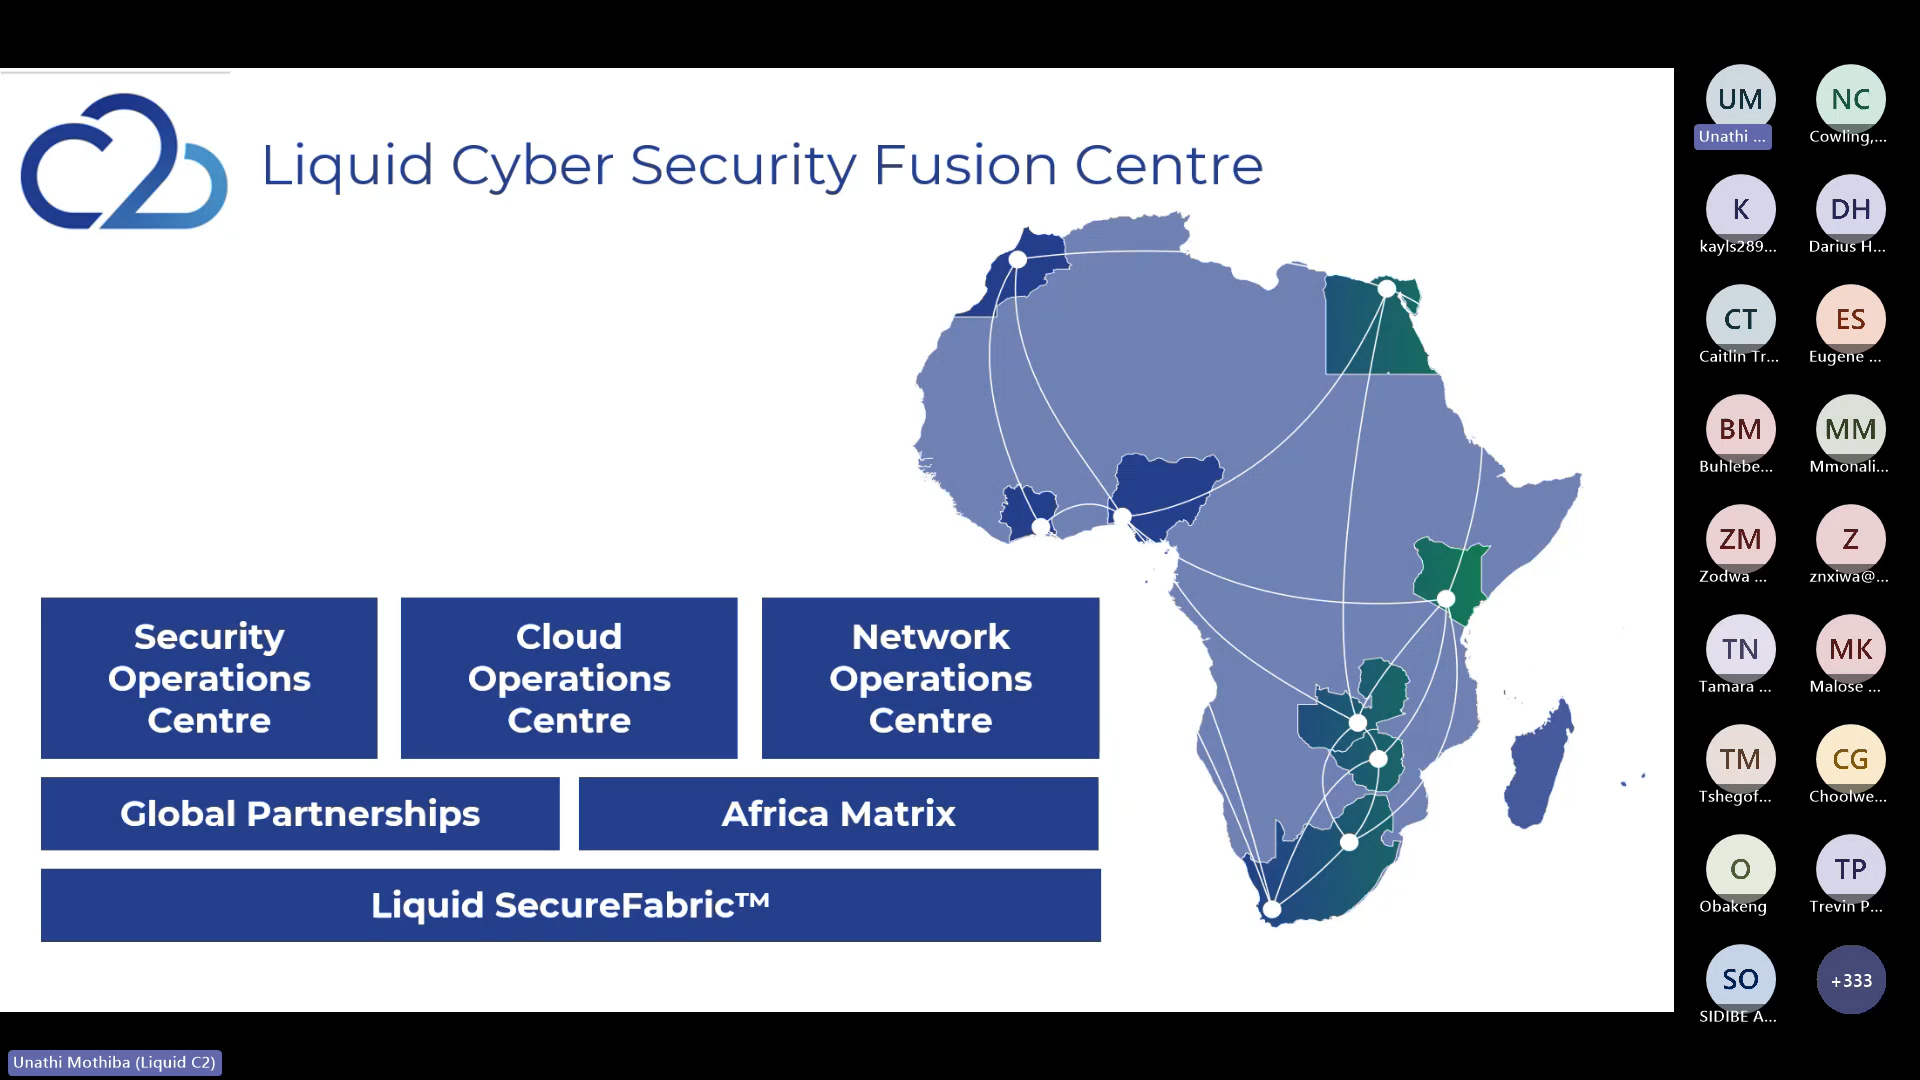 Liquid Cyber Security Fusion Centre
Security
Operations
Centre
Cloud
Operations
Centre
Network
Operations
Centre
Global Partnerships
Africa Matrix
Liquid SecureFabric™
UM
Unathi ...
NC
Cowling,...
K
kayls289...
DH
Darius H...
CT
Caitlin Tr...
ES
Eugene ...
BM
Buhlebe...
MM
Mmonali...
ZM
Zodwa ...
Z
znxiwa@...
TN
Tamara ...
MK
Malose ...
TM
Tshegof...
CG
Choolwe...
O
Obakeng
TP
Trevin P...
SO
SIDIBE A...
+333
Unathi Mothiba (Liquid C2)